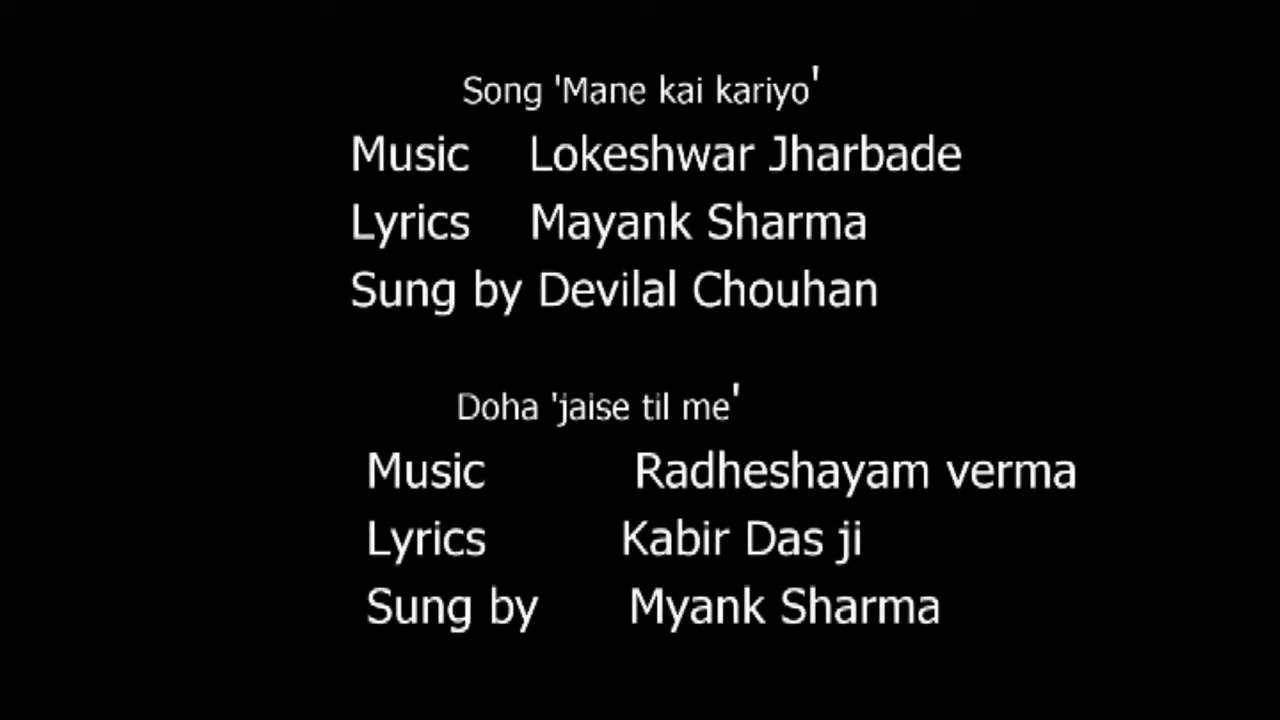 Song 'Mane kai kariyo'
Music Lokeshwar Jharbade
Lyrics Mayank Sharma
Sung by Devilal Chouhan
Doha 'jaise til me'
Music Radheshayam verma
Lyrics Kabir Das ji
Sung by Myank Sharma